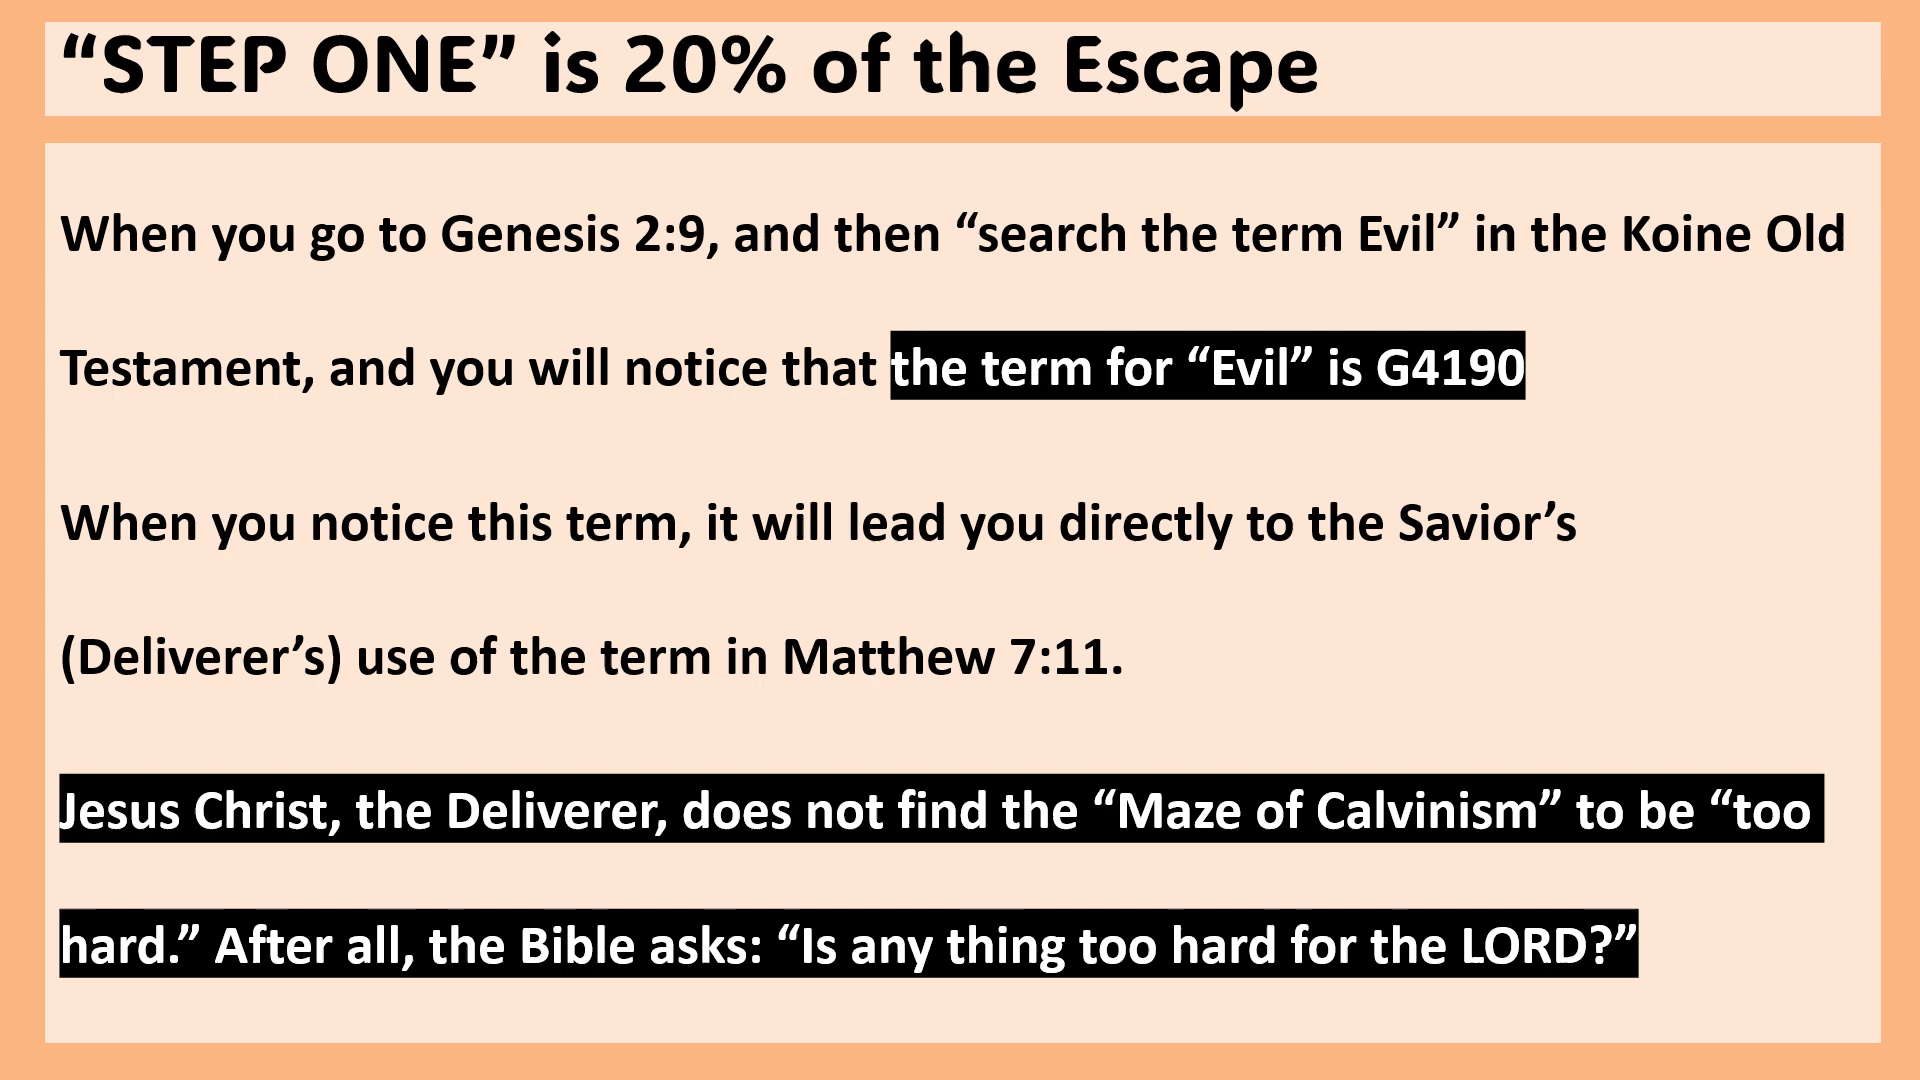 “STEP ONE” is 20% of the Escape
When you go to Genesis 2:9, and then “search the term Evil” in the Koine Old
Testament, and you will notice that the term for “Evil” is G4190
When you notice this term, it will lead you directly to the Savior’s
(Deliverer’s) use of the term in Matthew 7:11.
Jesus Christ, the Deliverer, does not find the “Maze of Calvinism” to be “too
hard.” After all, the Bible asks: “Is any thing too hard for the LORD?”